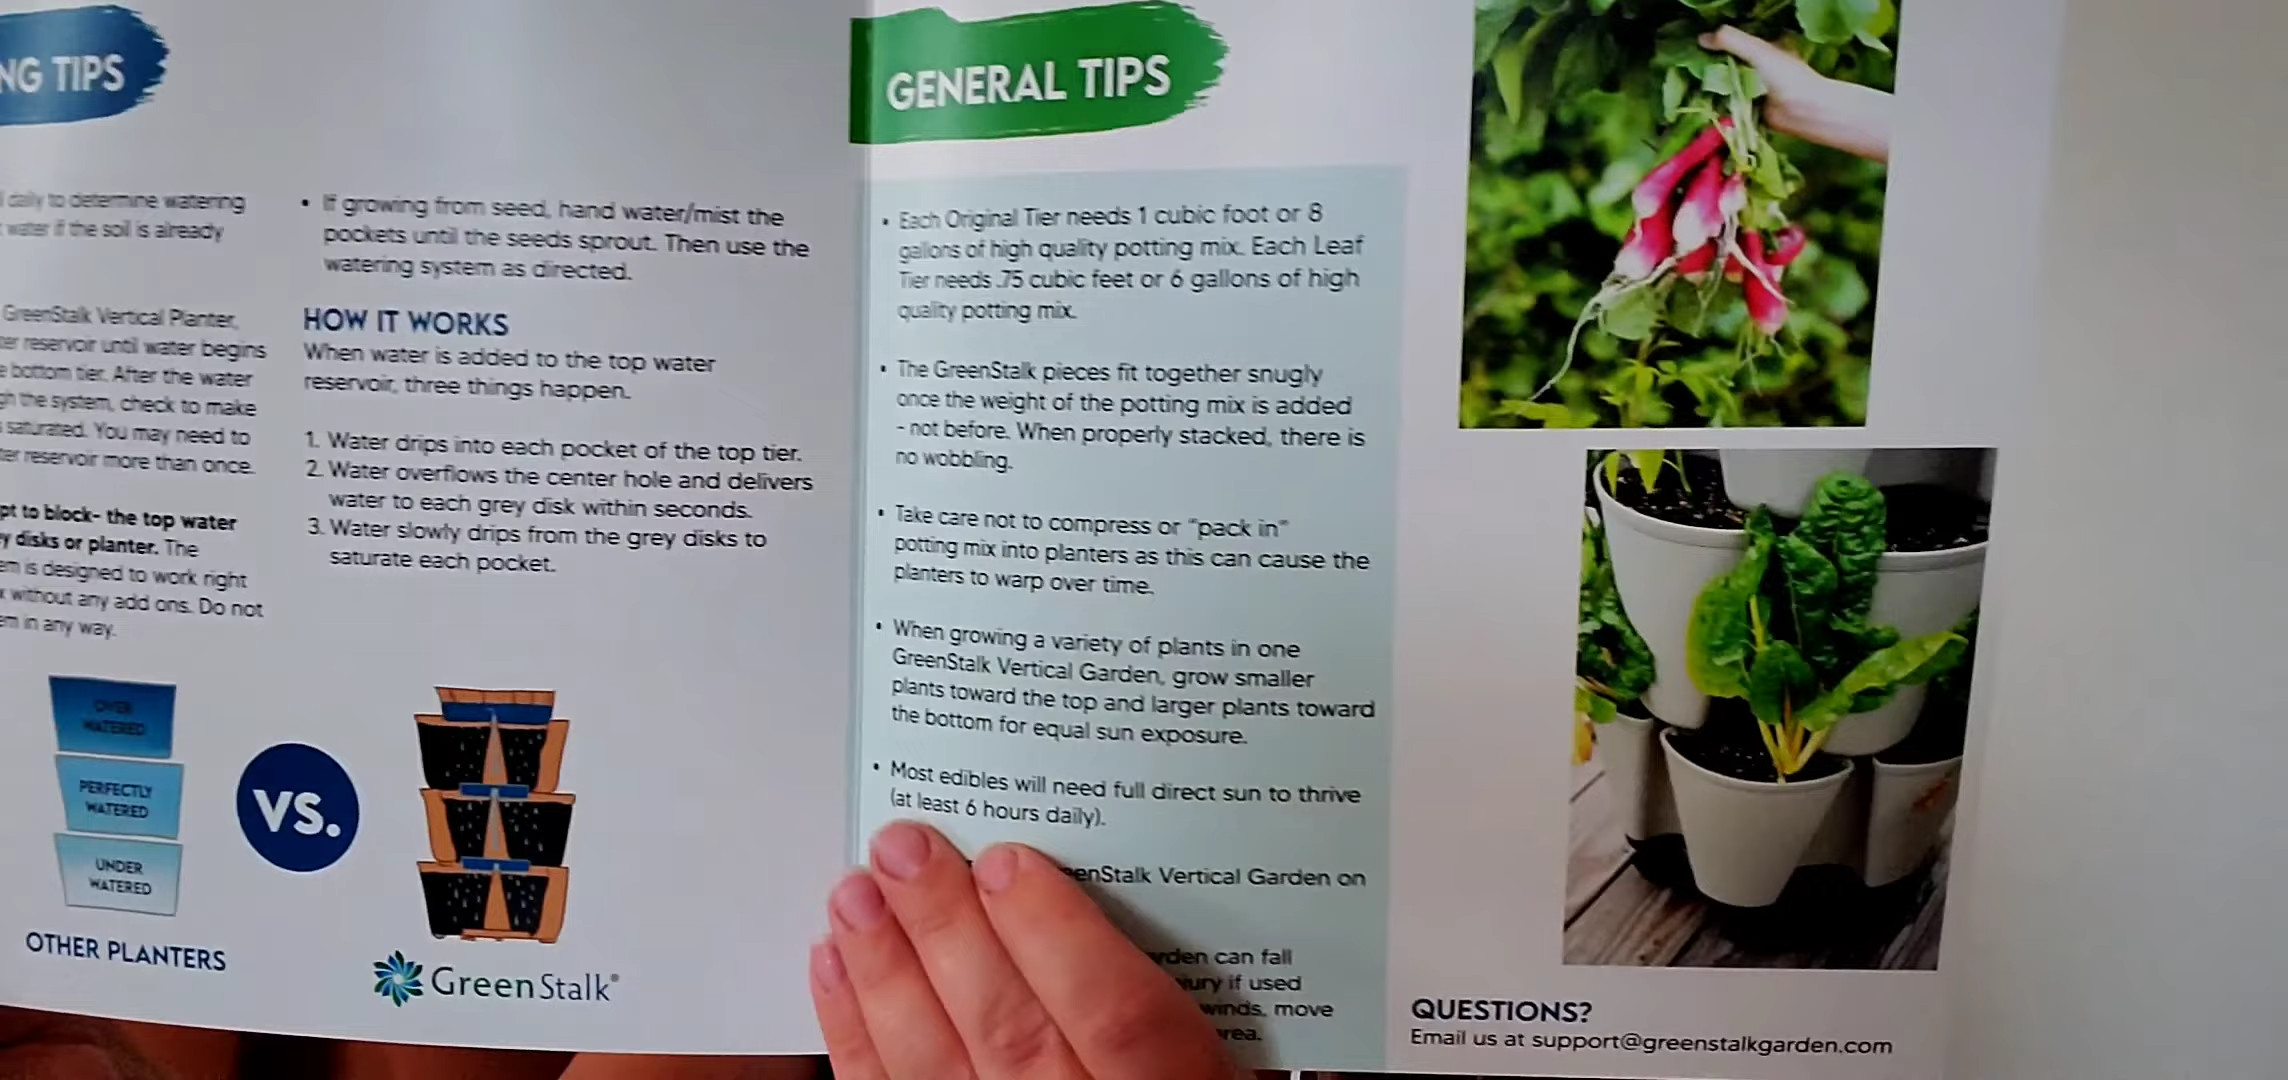 NG TIPS
daily to determine watering
water if the soil is already
GreenStalk Vertical Planter,
er reservoir until water begins
e bottom tier. After the water
gh the system, check to make
s saturated. You may need to
ter reservoir more than once.
pt to block- the top water
y disks or planter. The
em is designed to work right
x without any add ons. Do not
em in any way.
• If growing from seed, hand water/mist the
pockets until the seeds sprout. Then use the
watering system as directed.
HOW IT WORKS
When water is added to the top water
reservoir, three things happen.
1. Water drips into each pocket of the top tier.
2. Water overflows the center hole and delivers
water to each grey disk within seconds.
3. Water slowly drips from the grey disks to
saturate each pocket.
OVER
WATERED
PERFECTLY
WATERED
UNDER
WATERED
VS.
OTHER PLANTERS
GreenStalk®
GENERAL TIPS
• Each Original Tier needs 1 cubic foot or 8
gallons of high quality potting mix. Each Leaf
Tier needs .75 cubic feet or 6 gallons of high
quality potting mix.
• The GreenStalk pieces fit together snugly
once the weight of the potting mix is added
- not before. When properly stacked, there is
no wobbling.
• Take care not to compress or "pack in"
potting mix into planters as this can cause the
planters to warp over time.
• When growing a variety of plants in one
GreenStalk Vertical Garden, grow smaller
plants toward the top and larger plants toward
the bottom for equal sun exposure.
• Most edibles will need full direct sun to thrive
(at least 6 hours daily).
eenStalk Vertical Garden on
rden can fall
jury if used
winds, move
area.
QUESTIONS?
Email us at support@greenstalkgarden.com